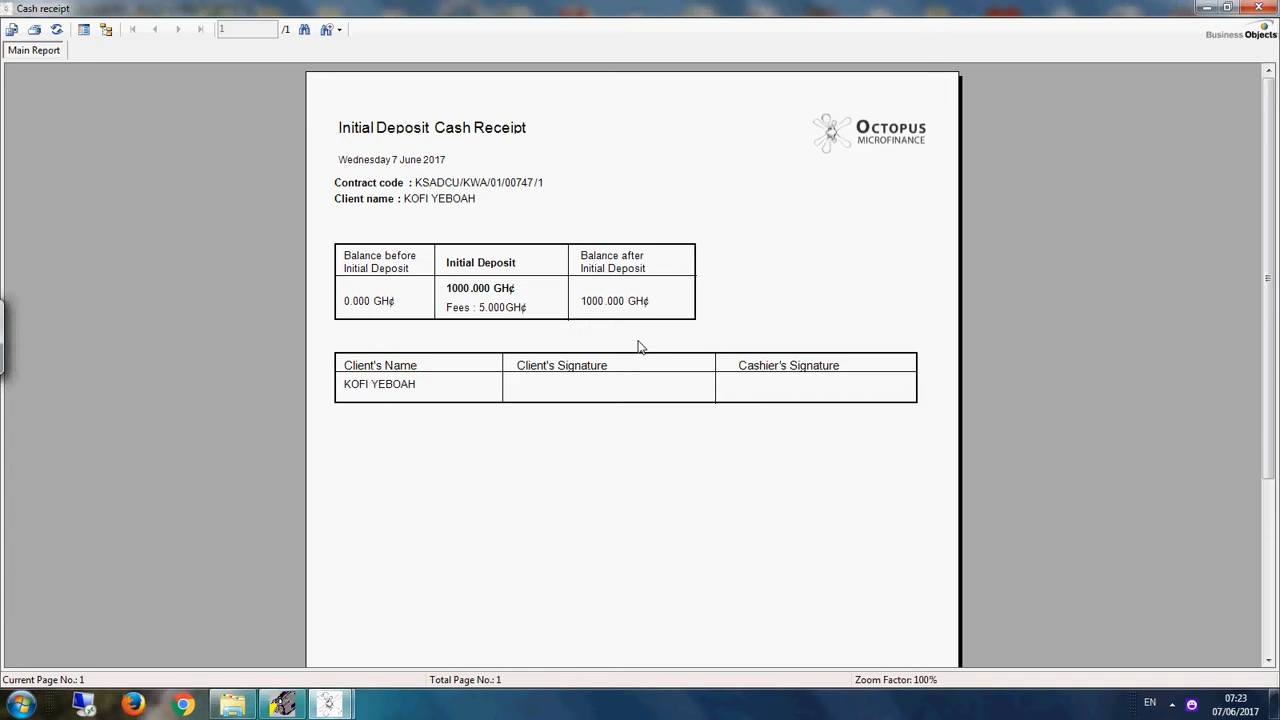 Cash receipt
1 /1
Business Objects
Main Report
Initial Deposit Cash Receipt
OCTOPUS
MICROFINANCE
Wednesday 7 June 2017
Contract code : KSADCU/KWA/01/00747/1
Client name : KOFI YEBOAH
Balance before
Initial Deposit
Initial Deposit
Balance after
Initial Deposit
0.000 GH¢
1000.000 GH¢
Fees : 5.000GH¢
1000.000 GH¢
Client's Name Client's Signature Cashier's Signature
KOFI YEBOAH
Current Page No.: 1 Total Page No.: 1 Zoom Factor: 100%
EN
07:23
07/06/2017